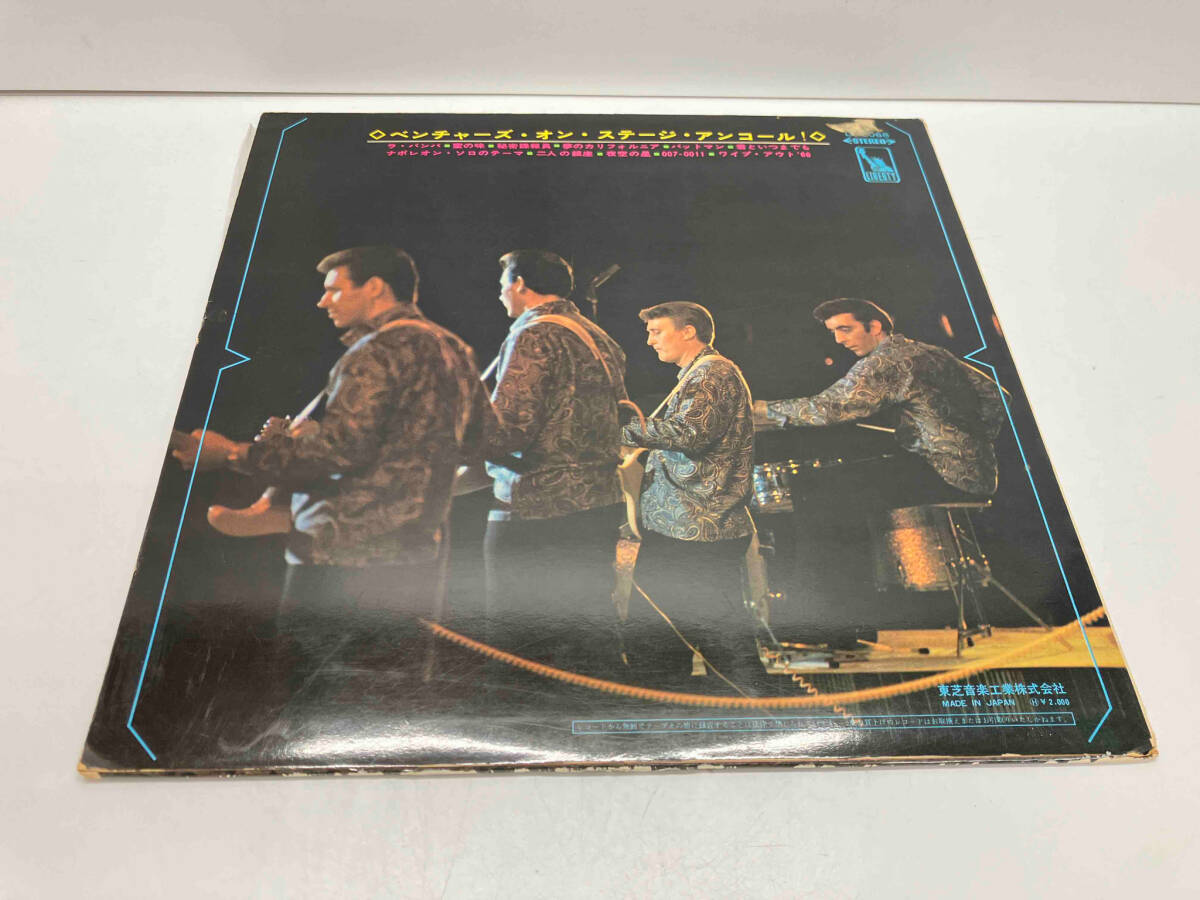 ◇ベンチャーズ・オン・ステージ・アンコール!◇
ラ・バンバ■蜜の味■秘密諜報員■夢のカリフォルニア■バットマン■君といつまでも
ナポレオン・ソロのテーマ■二人の銀座■夜空の星■007-0011■ワイプ・アウト'66
STEREO
LIBERTY
東芝音楽工業株式会社
MADE IN JAPAN Ⓗ¥2,000